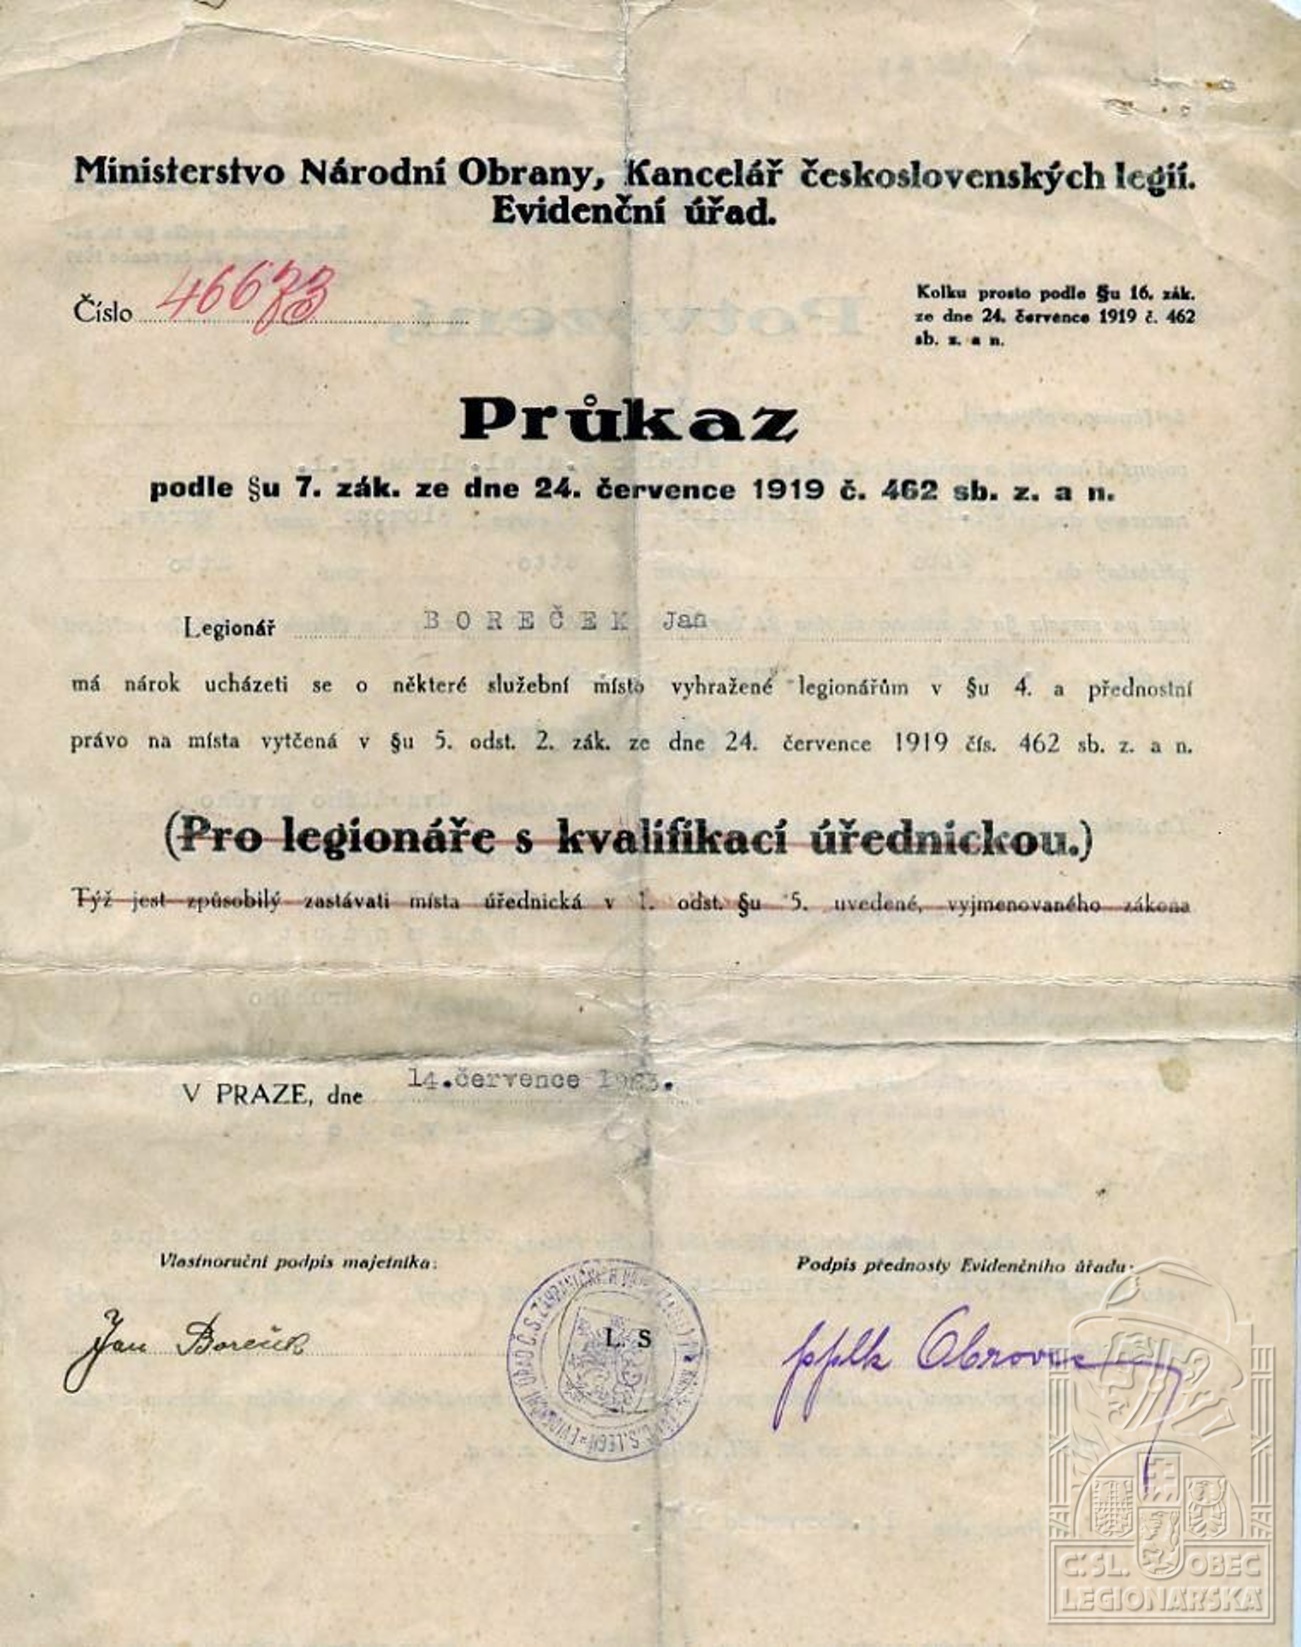 Ministerstvo Národní Obrany, Kancelář československých legií.
Evidenční úřad.
Číslo 46673
Kolku prosto podle §u 16. zák.
ze dne 24. července 1919 č. 462
sb. z. a n.
Průkaz
podle §u 7. zák. ze dne 24. července 1919 č. 462 sb. z. a n.
Legionář BOREČEK Jan
má nárok ucházeti se o některé služební místo vyhražené legionářům v §u 4. a přednostní
právo na místa vytčená v §u 5. odst. 2. zák. ze dne 24. července 1919 čís. 462 sb. z. a n.
(Pro legionáře s kvalifikací úřednickou.)
Týž jest způsobilý zastávati místa úřednická v 1. odst. §u 5. uvedené, vyjmenovaného zákona
V PRAZE, dne 14. července 1923.
Vlastnoruční podpis majetníka:
Podpis přednosty Evidenčního úřadu:
Jan Boreček
L. S
pplk
Č.SL. OBEC
LEGIONÁŘSKÁ